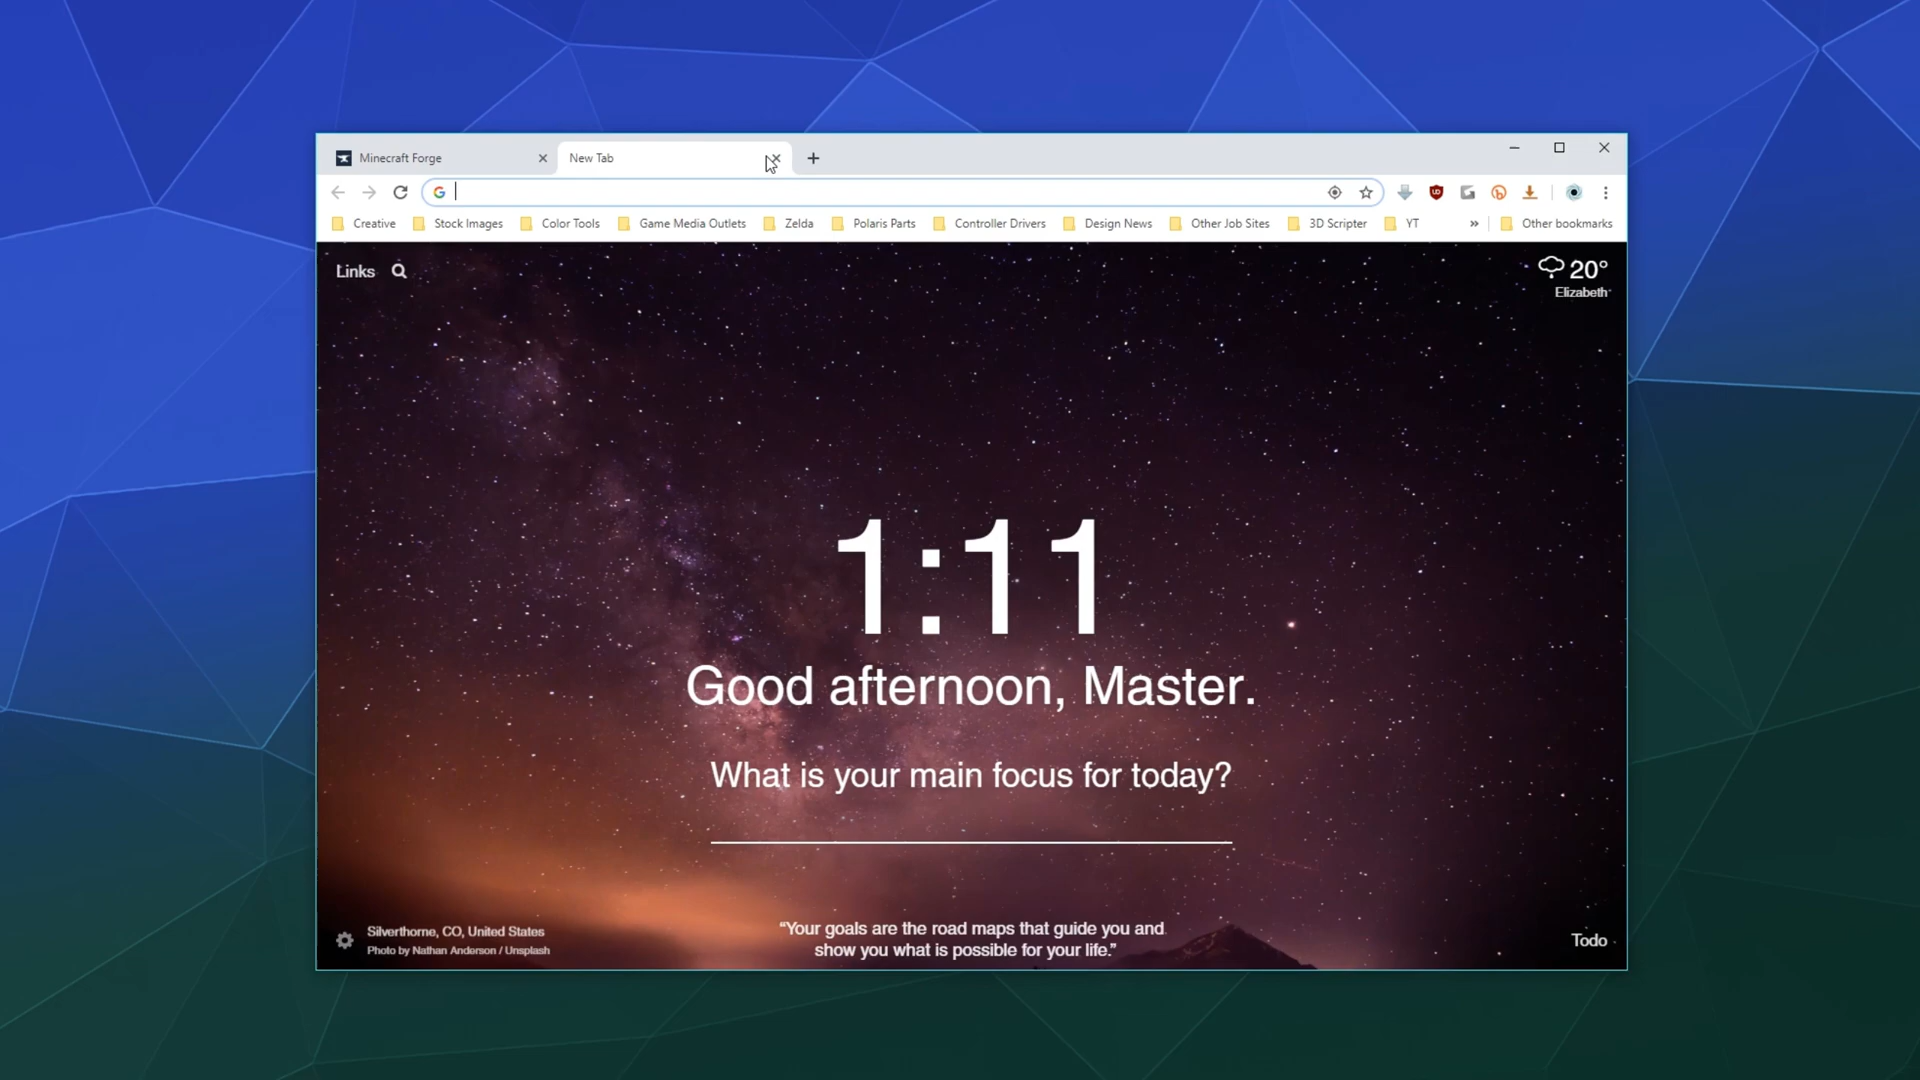 Minecraft Forge
New Tab
Creative
Stock Images
Color Tools
Game Media Outlets
Zelda
Polaris Parts
Controller Drivers
Design News
Other Job Sites
3D Scripter
YT
»
Other bookmarks
Links
20°
Elizabeth
1:11
Good afternoon, Master.
What is your main focus for today?
Silverthorne, CO, United States
Photo by Nathan Anderson / Unsplash
“Your goals are the road maps that guide you and
show you what is possible for your life.”
Todo